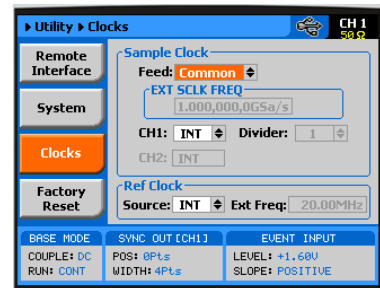 Utility Clocks
CH 1
50 Ω
Remote Interface
System
Clocks
Factory Reset
Sample Clock
Feed: Common
EXT SCLK FREQ
1.000,000,0GSa/s
CH1: INT Divider: 1
CH2: INT
Ref Clock
Source: INT Ext Freq: 20.00MHz
BASE MODE
COUPLE: DC
RUN: CONT
SYNC OUT [CH1]
POS: 0Pts
WIDTH: 4Pts
EVENT INPUT
LEVEL: +1.60V
SLOPE: POSITIVE